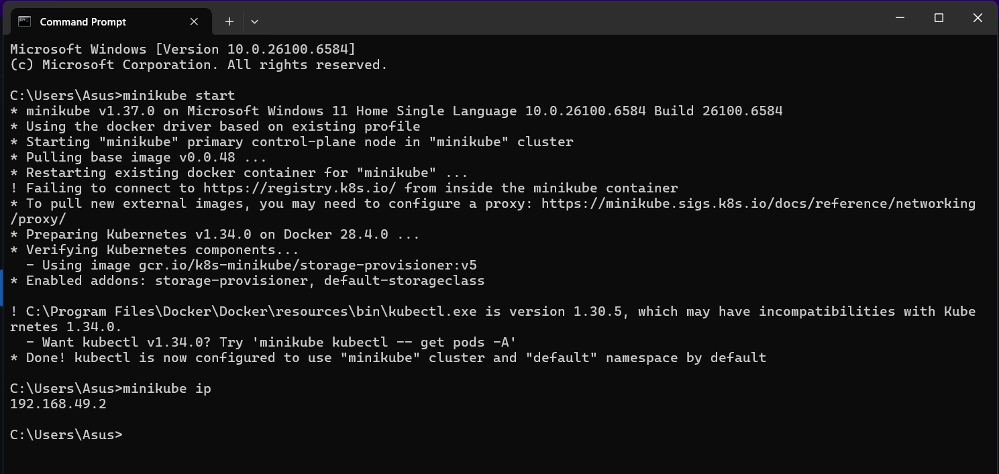 Command Prompt
Microsoft Windows [Version 10.0.26100.6584]
(c) Microsoft Corporation. All rights reserved.
C:\Users\Asus>minikube start
* minikube v1.37.0 on Microsoft Windows 11 Home Single Language 10.0.26100.6584 Build 26100.6584
* Using the docker driver based on existing profile
* Starting "minikube" primary control-plane node in "minikube" cluster
* Pulling base image v0.0.48 ...
* Restarting existing docker container for "minikube" ...
! Failing to connect to https://registry.k8s.io/ from inside the minikube container
* To pull new external images, you may need to configure a proxy: https://minikube.sigs.k8s.io/docs/reference/networking
/proxy/
* Preparing Kubernetes v1.34.0 on Docker 28.4.0 ...
* Verifying Kubernetes components...
  - Using image gcr.io/k8s-minikube/storage-provisioner:v5
* Enabled addons: storage-provisioner, default-storageclass
! C:\Program Files\Docker\Docker\resources\bin\kubectl.exe is version 1.30.5, which may have incompatibilities with Kube
rnetes 1.34.0.
  - Want kubectl v1.34.0? Try 'minikube kubectl -- get pods -A'
* Done! kubectl is now configured to use "minikube" cluster and "default" namespace by default
C:\Users\Asus>minikube ip
192.168.49.2
C:\Users\Asus>